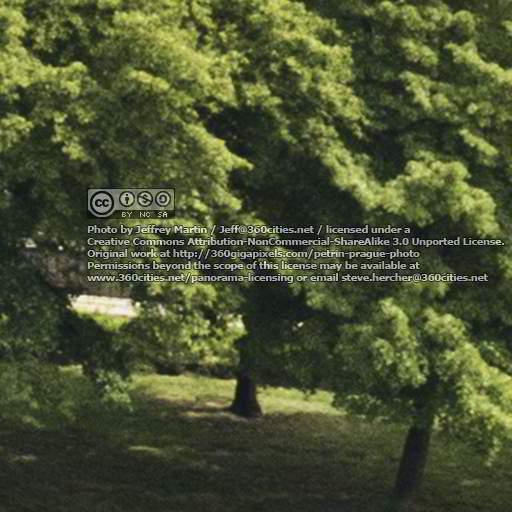 cc
BY NC SA
Photo by Jeffrey Martin / Jeff@360cities.net / licensed under a
Creative Commons Attribution-NonCommercial-ShareAlike 3.0 Unported License.
Original work at http://360gigapixels.com/petrin-prague-photo
Permissions beyond the scope of this license may be available at
www.360cities.net/panorama-licensing or email steve.hercher@360cities.net